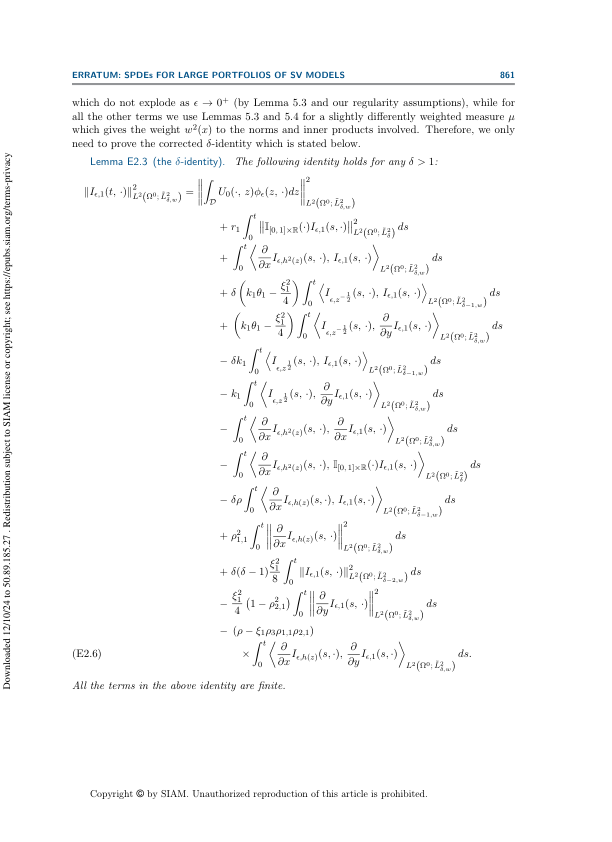 ERRATUM: SPDEs FOR LARGE PORTFOLIOS OF SV MODELS 861
which do not explode as $\epsilon \to 0^+$ (by Lemma 5.3 and our regularity assumptions), while for
all the other terms we use Lemmas 5.3 and 5.4 for a slightly differently weighted measure $\mu$
which gives the weight $w^2(x)$ to the norms and inner products involved. Therefore, we only
need to prove the corrected $\delta$-identity which is stated below.
Lemma E2.3 (the $\delta$-identity). The following identity holds for any $\delta > 1$:
$\|I_{\epsilon,1}(t,\cdot)\|^2_{L^2(\Omega^0;\tilde{L}^2_{\delta,w})} = \left\|\int_{\mathcal{D}} U_0(\cdot,z)\phi_\epsilon(z,\cdot)dz\right\|^2_{L^2(\Omega^0;\tilde{L}^2_{\delta,w})}$
$+ r_1 \int_0^t \|\mathbb{I}_{[0,1]\times\mathbb{R}}(\cdot)I_{\epsilon,1}(s,\cdot)\|^2_{L^2(\Omega^0;\tilde{L}^2_\delta)} ds$
$+ \int_0^t \left\langle \frac{\partial}{\partial x} I_{\epsilon,h^2(z)}(s,\cdot), I_{\epsilon,1}(s,\cdot)\right\rangle_{L^2(\Omega^0;\tilde{L}^2_{\delta,w})} ds$
$+ \delta\left(k_1\theta_1 - \frac{\xi_1^2}{4}\right) \int_0^t \left\langle I_{\epsilon,z^{-\frac{1}{2}}}(s,\cdot), I_{\epsilon,1}(s,\cdot)\right\rangle_{L^2(\Omega^0;\tilde{L}^2_{\delta-1,w})} ds$
$+ \left(k_1\theta_1 - \frac{\xi_1^2}{4}\right) \int_0^t \left\langle I_{\epsilon,z^{-\frac{1}{2}}}(s,\cdot), \frac{\partial}{\partial y} I_{\epsilon,1}(s,\cdot)\right\rangle_{L^2(\Omega^0;\tilde{L}^2_{\delta,w})} ds$
$- \delta k_1 \int_0^t \left\langle I_{\epsilon,z^{\frac{1}{2}}}(s,\cdot), I_{\epsilon,1}(s,\cdot)\right\rangle_{L^2(\Omega^0;\tilde{L}^2_{\delta-1,w})} ds$
$- k_1 \int_0^t \left\langle I_{\epsilon,z^{\frac{1}{2}}}(s,\cdot), \frac{\partial}{\partial y} I_{\epsilon,1}(s,\cdot)\right\rangle_{L^2(\Omega^0;\tilde{L}^2_{\delta,w})} ds$
$- \int_0^t \left\langle \frac{\partial}{\partial x} I_{\epsilon,h^2(z)}(s,\cdot), \frac{\partial}{\partial x} I_{\epsilon,1}(s,\cdot)\right\rangle_{L^2(\Omega^0;\tilde{L}^2_{\delta,w})} ds$
$- \int_0^t \left\langle \frac{\partial}{\partial x} I_{\epsilon,h^2(z)}(s,\cdot), \mathbb{I}_{[0,1]\times\mathbb{R}}(\cdot)I_{\epsilon,1}(s,\cdot)\right\rangle_{L^2(\Omega^0;\tilde{L}^2_\delta)} ds$
$- \delta\rho \int_0^t \left\langle \frac{\partial}{\partial x} I_{\epsilon,h(z)}(s,\cdot), I_{\epsilon,1}(s,\cdot)\right\rangle_{L^2(\Omega^0;\tilde{L}^2_{\delta-1,w})} ds$
$+ \rho_{1,1}^2 \int_0^t \left\|\frac{\partial}{\partial x} I_{\epsilon,h(z)}(s,\cdot)\right\|^2_{L^2(\Omega^0;\tilde{L}^2_{\delta,w})} ds$
$+ \delta(\delta-1)\frac{\xi_1^2}{8} \int_0^t \|I_{\epsilon,1}(s,\cdot)\|^2_{L^2(\Omega^0;\tilde{L}^2_{\delta-2,w})} ds$
$- \frac{\xi_1^2}{4}\left(1-\rho_{2,1}^2\right) \int_0^t \left\|\frac{\partial}{\partial y} I_{\epsilon,1}(s,\cdot)\right\|^2_{L^2(\Omega^0;\tilde{L}^2_{\delta,w})} ds$
$- (\rho - \xi_1\rho_3\rho_{1,1}\rho_{2,1})$
(E2.6) $\times \int_0^t \left\langle \frac{\partial}{\partial x} I_{\epsilon,h(z)}(s,\cdot), \frac{\partial}{\partial y} I_{\epsilon,1}(s,\cdot)\right\rangle_{L^2(\Omega^0;\tilde{L}^2_{\delta,w})} ds.$
All the terms in the above identity are finite.
Copyright © by SIAM. Unauthorized reproduction of this article is prohibited.
Downloaded 12/10/24 to 50.89.185.27 . Redistribution subject to SIAM license or copyright; see https://epubs.siam.org/terms-privacy